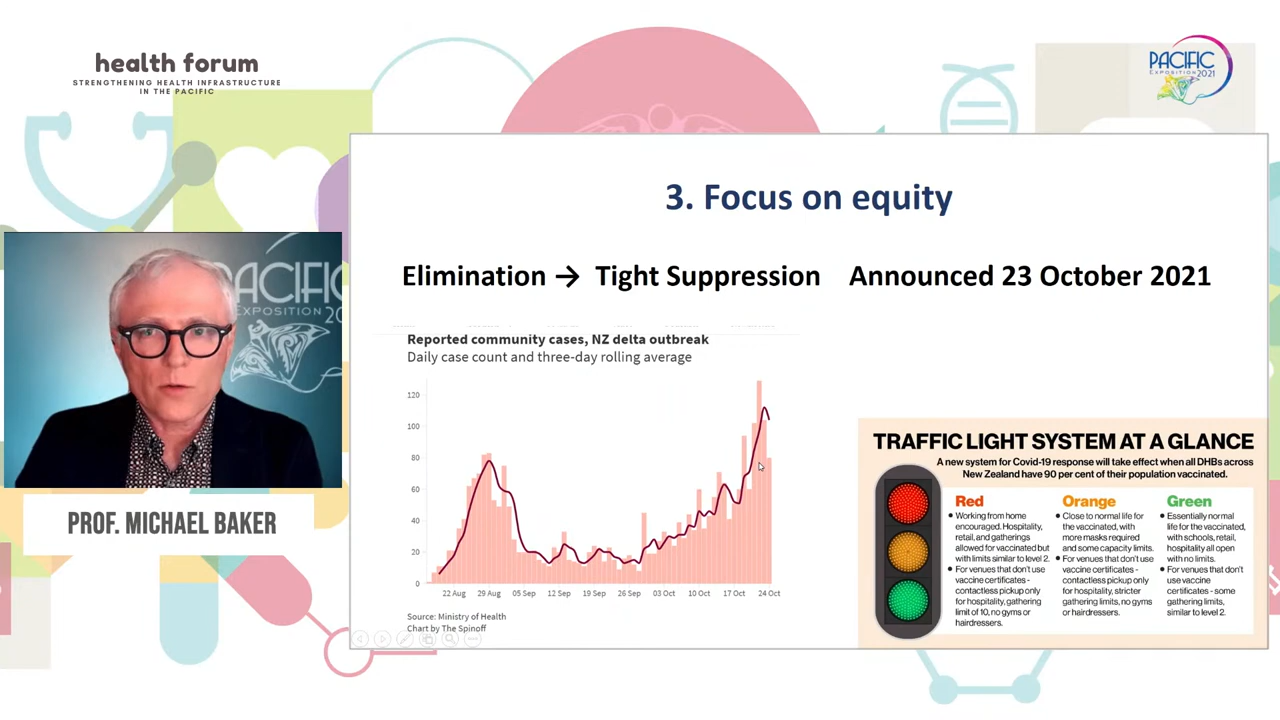 health forum
STRENGTHENING HEALTH INFRASTRUCTURE
IN THE PACIFIC
PACIFIC
EXPOSITION 2021
3. Focus on equity
Elimination → Tight Suppression Announced 23 October 2021
PACIFIC
EXPOSITION 20
PROF. MICHAEL BAKER
Reported community cases, NZ delta outbreak
Daily case count and three-day rolling average
120
100
80
60
40
20
0
22 Aug 29 Aug 05 Sep 12 Sep 19 Sep 26 Sep 03 Oct 10 Oct 17 Oct 24 Oct
Source: Ministry of Health
Chart by The Spinoff
TRAFFIC LIGHT SYSTEM AT A GLANCE
A new system for Covid-19 response will take effect when all DHBs across
New Zealand have 90 per cent of their population vaccinated.
Red
• Working from home
encouraged. Hospitality,
retail, and gatherings
allowed for vaccinated but
with limits similar to level 2.
• For venues that don't use
vaccine certificates -
contactless pickup only
for hospitality, gathering
limit of 10, no gyms or
hairdressers.
Orange
• Close to normal life for
the vaccinated, with
more masks required
and some capacity limits.
• For venues that don't use
vaccine certificates -
contactless pickup only
for hospitality, stricter
gathering limits, no gyms
or hairdressers.
Green
• Essentially normal
life for the vaccinated,
with schools, retail,
hospitality all open
with no limits.
• For venues that don't
use vaccine
certificates - some
gathering limits,
similar to level 2.